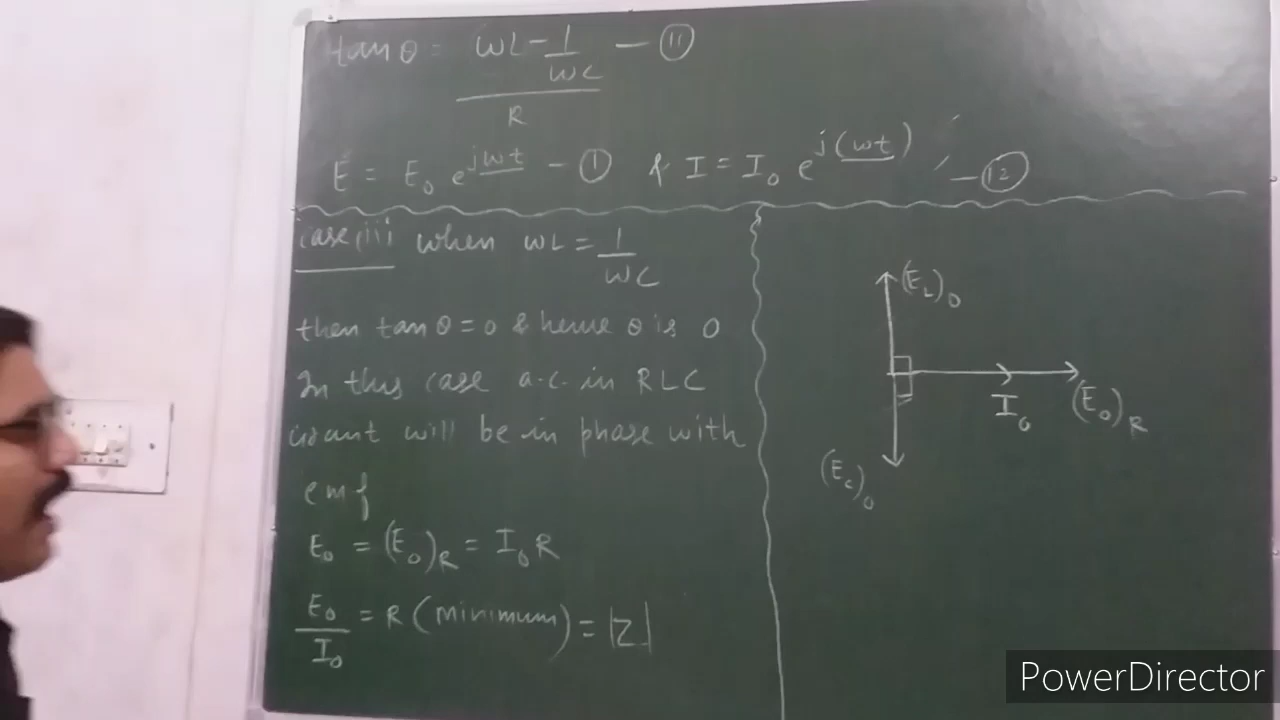 tan θ = (ωL - 1/ωC)/R — ⑪
E = E₀ e^{jωt} - ① & I = I₀ e^{j(ωt)} — ⑫
case (iii) when ωL = 1/ωC
then tan θ = 0 & hence θ is 0
In this case a.c. in RLC
will be in phase with
emf
E₀ = (E₀)_R = I₀R
E₀/I₀ = R (minimum) = |Z|
(E_L)₀
I₀ (E₀)_R
(E_c)₀
PowerDirector